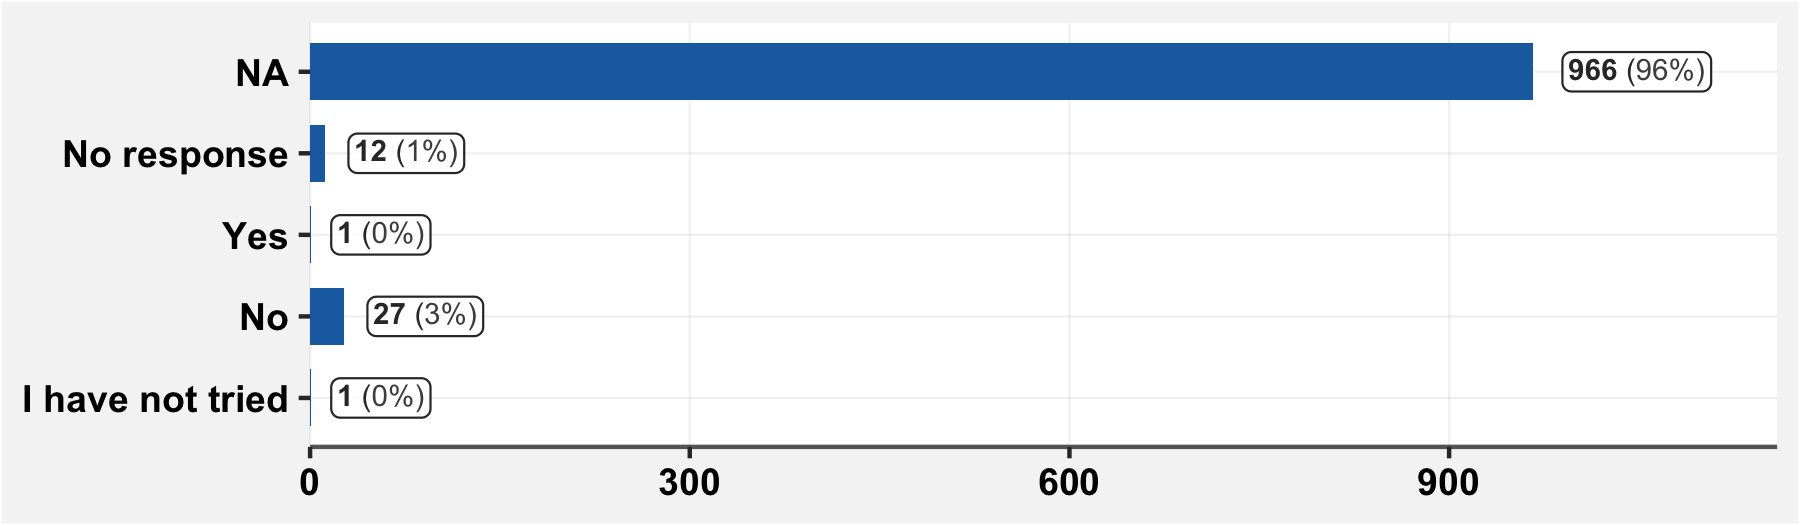 NA 966 (96%)
No response 12 (1%)
Yes 1 (0%)
No 27 (3%)
I have not tried 1 (0%)
0 300 600 900